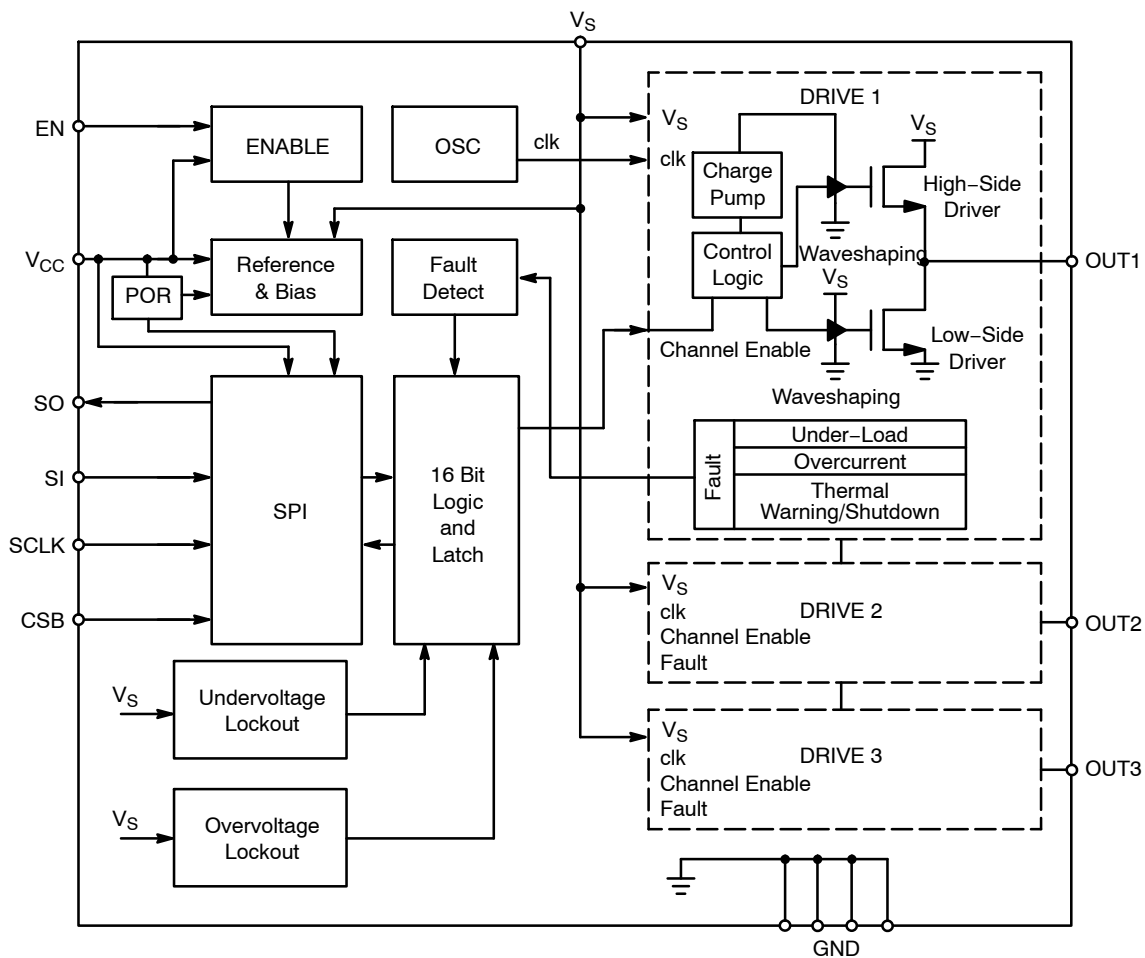 VS
EN
ENABLE
OSC
clk
VCC
POR
Reference
& Bias
Fault
Detect
SO
SI
SCLK
CSB
SPI
16 Bit
Logic
and
Latch
VS
Undervoltage
Lockout
VS
Overvoltage
Lockout
DRIVE 1
VS
clk
Charge
Pump
Control
Logic
VS
High−Side
Driver
Waveshaping
VS
Channel Enable
Low−Side
Driver
Waveshaping
Fault
Under−Load
Overcurrent
Thermal
Warning/Shutdown
OUT1
VS
DRIVE 2
clk
Channel Enable
Fault
OUT2
VS
DRIVE 3
clk
Channel Enable
Fault
OUT3
GND